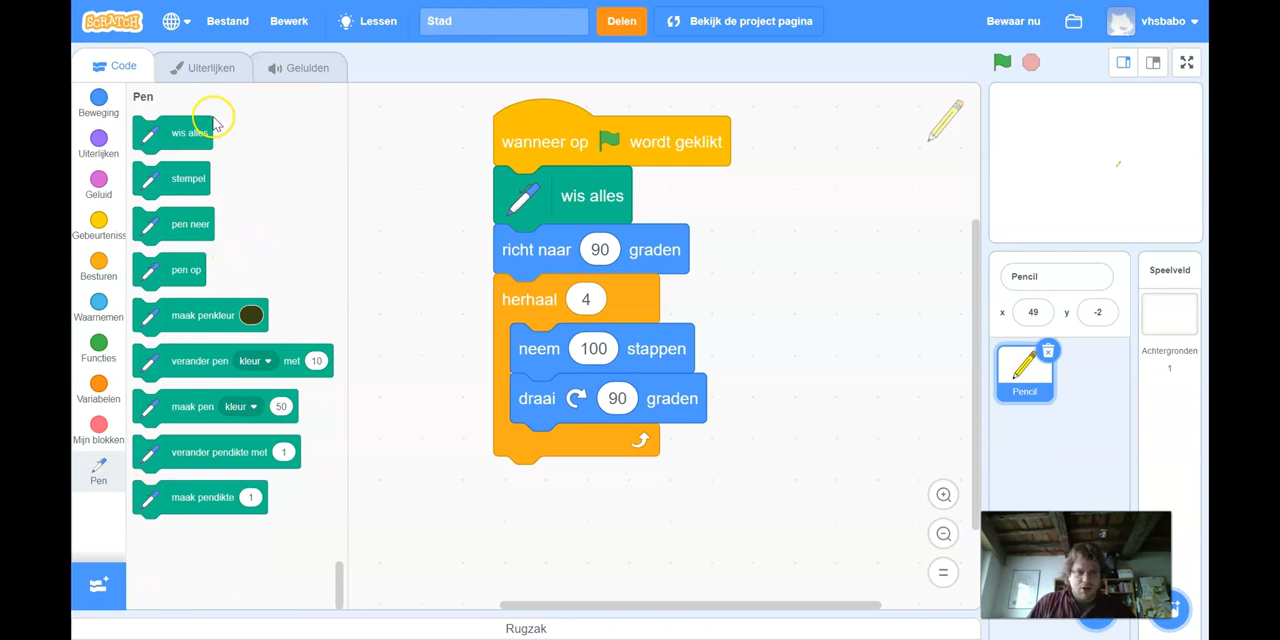 SCRATCH
Bestand
Bewerk
Lessen
Stad
Delen
Bekijk de project pagina
Bewaar nu
vhsbabo
Code
Uiterlijken
Geluiden
Beweging
Uiterlijken
Geluid
Gebeurteniss
Besturen
Waarnemen
Functies
Variabelen
Mijn blokken
Pen
Pen
wis alles
stempel
pen neer
pen op
maak penkleur
verander pen kleur met 10
maak pen kleur 50
verander pendikte met 1
maak pendikte 1
wanneer op wordt geklikt
wis alles
richt naar 90 graden
herhaal 4
neem 100 stappen
draai 90 graden
Pencil
x 49 y -2
Pencil
Speelveld
Achtergronden
1
Rugzak